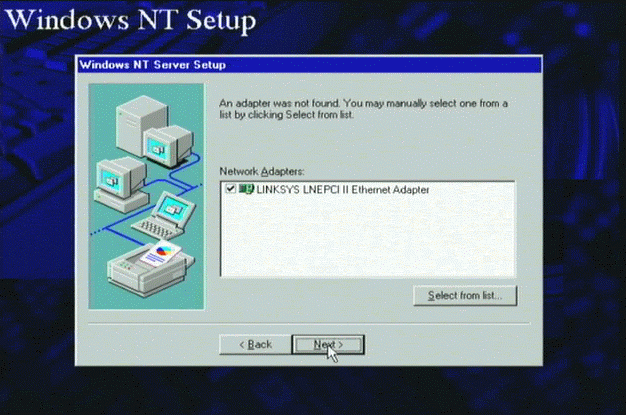 Windows NT Setup
Windows NT Server Setup
An adapter was not found. You may manually select one from a
list by clicking Select from list.
Network Adapters:
LINKSYS LNEPCI II Ethernet Adapter
Select from list...
< Back
Next >